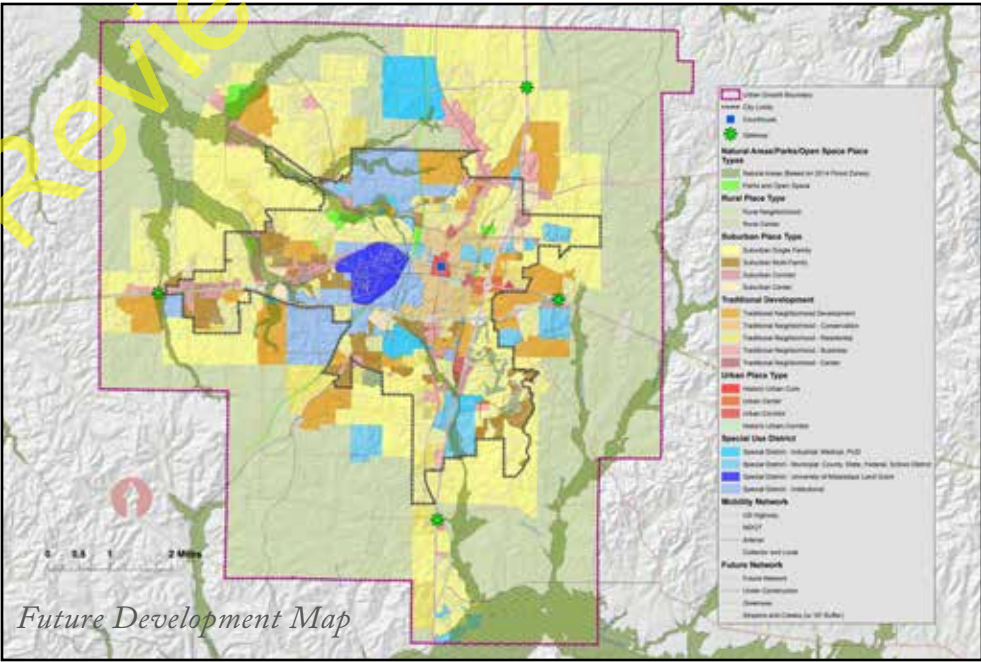 Revie
Urban Growth Boundary
City Limits
Courthouse
Gateway
Natural Areas/Parks/Open Space Place
Types
Natural Areas (Based on 2014 Flood Zones)
Parks and Open Space
Rural Place Type
Rural Neighborhood
Rural Center
Suburban Place Type
Suburban Single Family
Suburban Multi-Family
Suburban Corridor
Suburban Center
Traditional Development
Traditional Neighborhood Development
Traditional Neighborhood - Conservation
Traditional Neighborhood - Residential
Traditional Neighborhood - Business
Traditional Neighborhood - Center
Urban Place Type
Historic Urban Core
Urban Center
Urban Corridor
Historic Urban Corridor
Special Use District
Special District - Industrial, Medical, PUD
Special District - Municipal, County, State, Federal, School District
Special District - University of Mississippi Land Grant
Special District - Institutional
Mobility Network
US Highway
MDOT
Arterial
Collector and Local
Future Network
Future Network
Under Construction
Greenway
Streams and Creeks (w/ 50' Buffer)
0 0.5 1 2 Miles
Future Development Map